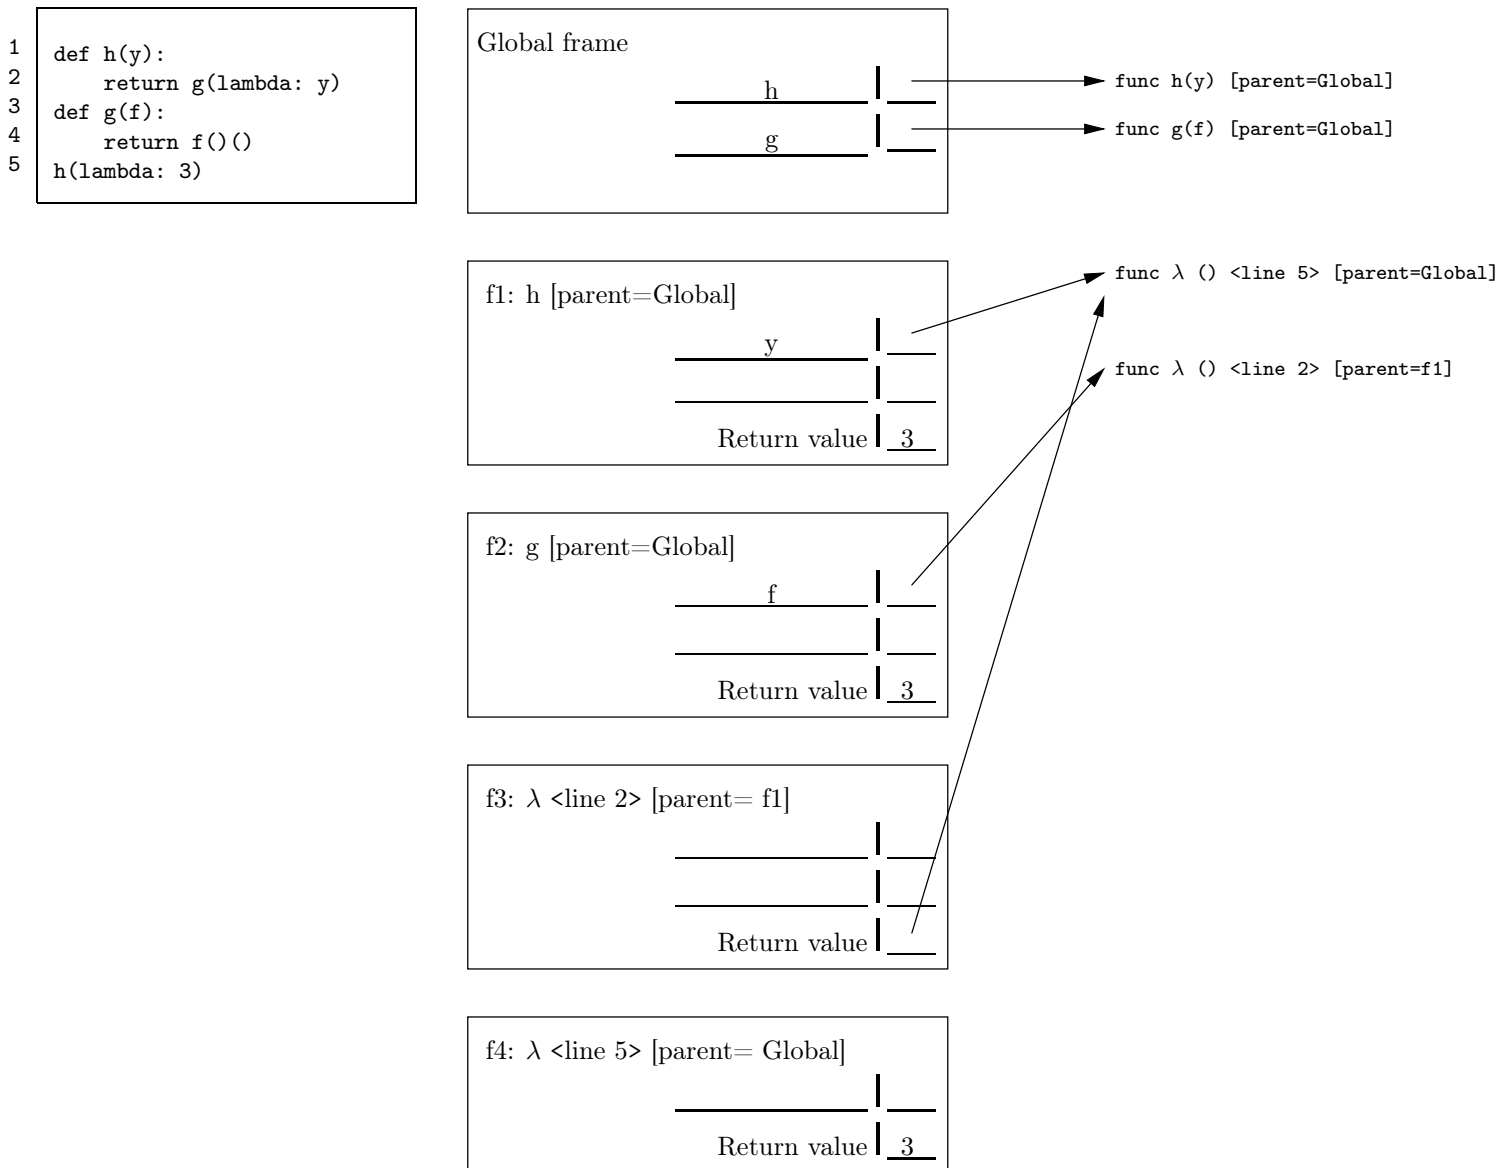 1 def h(y):
2     return g(lambda: y)
3 def g(f):
4     return f()()
5 h(lambda: 3)
Global frame
h
func h(y) [parent=Global]
g
func g(f) [parent=Global]
func λ () <line 5> [parent=Global]
f1: h [parent=Global]
y
func λ () <line 2> [parent=f1]
Return value 3
f2: g [parent=Global]
f
Return value 3
f3: λ <line 2> [parent= f1]
Return value
f4: λ <line 5> [parent= Global]
Return value 3